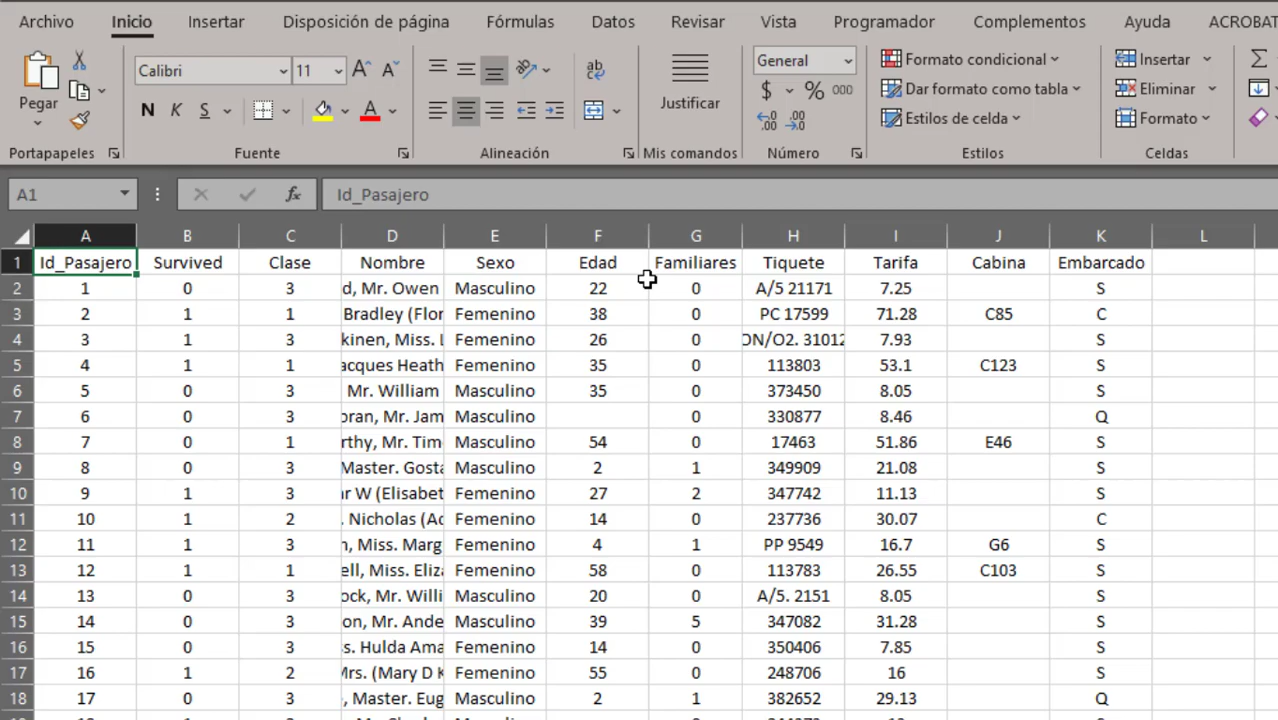 Archivo Inicio Insertar Disposición de página Fórmulas Datos Revisar Vista Programador Complementos Ayuda ACROBAT
Pegar
Calibri 11 A A ab General
Formato condicional Insertar Σ
Justificar
$ % 000
Dar formato como tabla Eliminar
N K S A
Estilos de celda Formato
Portapapeles Fuente Alineación Mis comandos Número Estilos Celdas
A1 fx Id_Pasajero
A B C D E F G H I J K L
1 Id_Pasajero Survived Clase Nombre Sexo Edad Familiares Tiquete Tarifa Cabina Embarcado
2 1 0 3 d, Mr. Owen Masculino 22 0 A/5 21171 7.25 S
3 2 1 1 Bradley (Flor Femenino 38 0 PC 17599 71.28 C85 C
4 3 1 3 kinen, Miss. L Femenino 26 0 ON/O2. 31012 7.93 S
5 4 1 1 acques Heath Femenino 35 0 113803 53.1 C123 S
6 5 0 3 Mr. William Masculino 35 0 373450 8.05 S
7 6 0 3 oran, Mr. Jam Masculino 0 330877 8.46 Q
8 7 0 1 rthy, Mr. Timo Masculino 54 0 17463 51.86 E46 S
9 8 0 3 Master. Gosta Masculino 2 1 349909 21.08 S
10 9 1 3 ar W (Elisabet Femenino 27 2 347742 11.13 S
11 10 1 2 . Nicholas (Ac Femenino 14 0 237736 30.07 C
12 11 1 3 n, Miss. Marg Femenino 4 1 PP 9549 16.7 G6 S
13 12 1 1 ell, Miss. Eliza Femenino 58 0 113783 26.55 C103 S
14 13 0 3 ock, Mr. Willi Masculino 20 0 A/5. 2151 8.05 S
15 14 0 3 on, Mr. Ande Masculino 39 5 347082 31.28 S
16 15 0 3 s. Hulda Ama Femenino 14 0 350406 7.85 S
17 16 1 2 Mrs. (Mary D K Femenino 55 0 248706 16 S
18 17 0 3 , Master. Eug Masculino 2 1 382652 29.13 Q